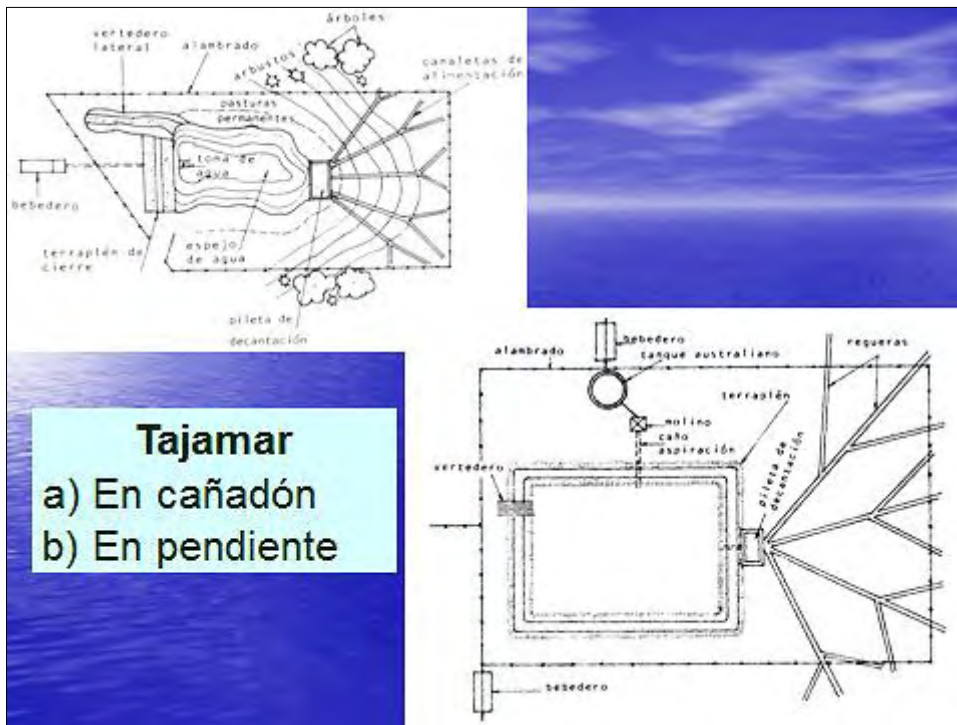 vertedero
lateral
alambrado
árboles
arbustos
canaletas de
alimentación
pasturas
permanentes
toma de
agua
bebedero
terraplén de
cierre
espejo
de agua
pileta de
decantación
Tajamar
a) En cañadón
b) En pendiente
bebedero
tanque australiano
alambrado
regueras
terraplén
molino
caño
aspiración
vertedero
pileta de
decantación
bebedero